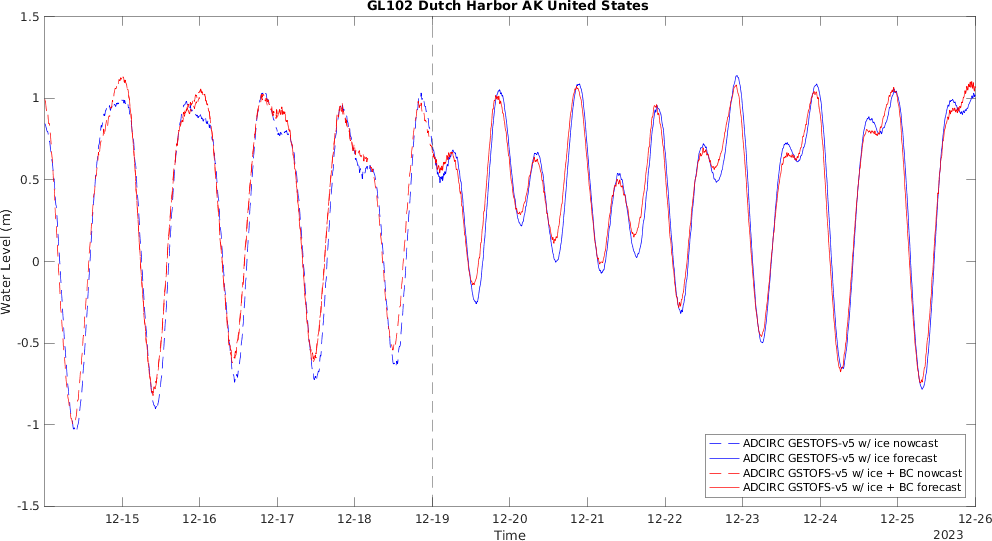 GL102 Dutch Harbor AK United States
1.5
1
0.5
0
-0.5
-1
-1.5
Water Level (m)
ADCIRC GESTOFS-v5 w/ ice nowcast
ADCIRC GESTOFS-v5 w/ ice forecast
ADCIRC GSTOFS-v5 w/ ice + BC nowcast
ADCIRC GSTOFS-v5 w/ ice + BC forecast
12-15 12-16 12-17 12-18 12-19 12-20 12-21 12-22 12-23 12-24 12-25 12-26
Time
2023